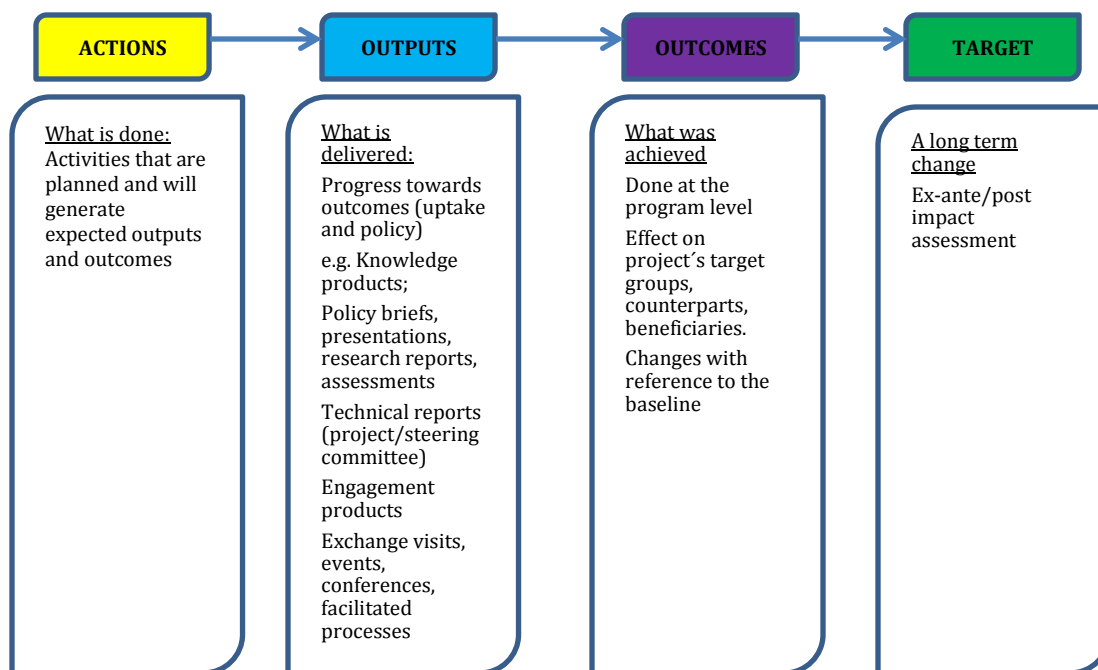 ACTIONS
OUTPUTS
OUTCOMES
TARGET
What is done:
Activities that are
planned and will
generate
expected outputs
and outcomes
What is
delivered:
Progress towards
outcomes (uptake
and policy)
e.g. Knowledge
products;
Policy briefs,
presentations,
research reports,
assessments
Technical reports
(project/steering
committee)
Engagement
products
Exchange visits,
events,
conferences,
facilitated
processes
What was
achieved
Done at the
program level
Effect on
project´s target
groups,
counterparts,
beneficiaries.
Changes with
reference to the
baseline
A long term
change
Ex-ante/post
impact
assessment